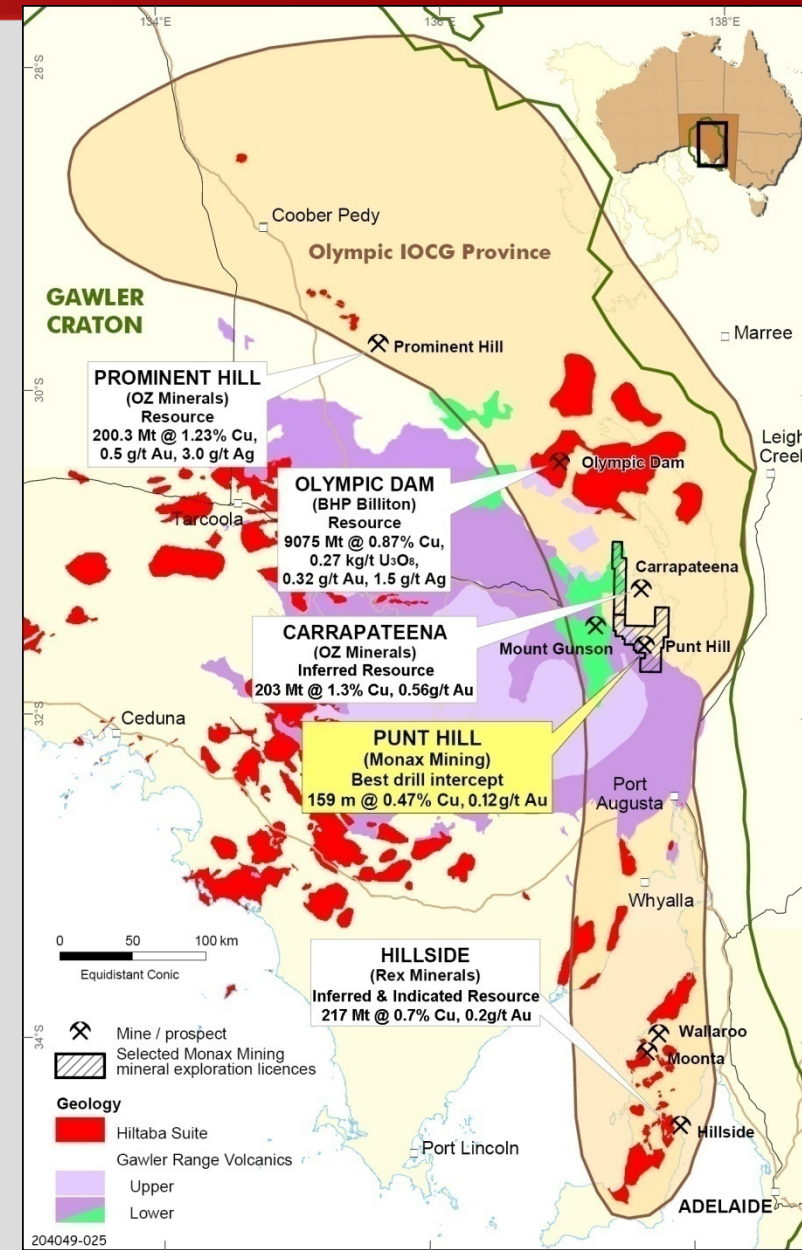 134°E
136°E
138°E
28°S
Coober Pedy
Olympic IOCG Province
GAWLER
CRATON
Marree
Prominent Hill
PROMINENT HILL
(OZ Minerals)
Resource
200.3 Mt @ 1.23% Cu,
0.5 g/t Au, 3.0 g/t Ag
30°S
Leigh
Creek
Olympic Dam
OLYMPIC DAM
(BHP Billiton)
Resource
9075 Mt @ 0.87% Cu,
0.27 kg/t U₃O₈,
0.32 g/t Au, 1.5 g/t Ag
Tarcoola
Carrapateena
CARRAPATEENA
(OZ Minerals)
Inferred Resource
203 Mt @ 1.3% Cu, 0.56g/t Au
Mount Gunson
Punt Hill
32°S
Ceduna
PUNT HILL
(Monax Mining)
Best drill intercept
159 m @ 0.47% Cu, 0.12g/t Au
Port
Augusta
Whyalla
0 50 100 km
Equidistant Conic
HILLSIDE
(Rex Minerals)
Inferred & Indicated Resource
217 Mt @ 0.7% Cu, 0.2g/t Au
34°S
Wallaroo
Moonta
Hillside
Port Lincoln
ADELAIDE
Mine / prospect
Selected Monax Mining
mineral exploration licences
Geology
Hiltaba Suite
Gawler Range Volcanics
Upper
Lower
204049-025